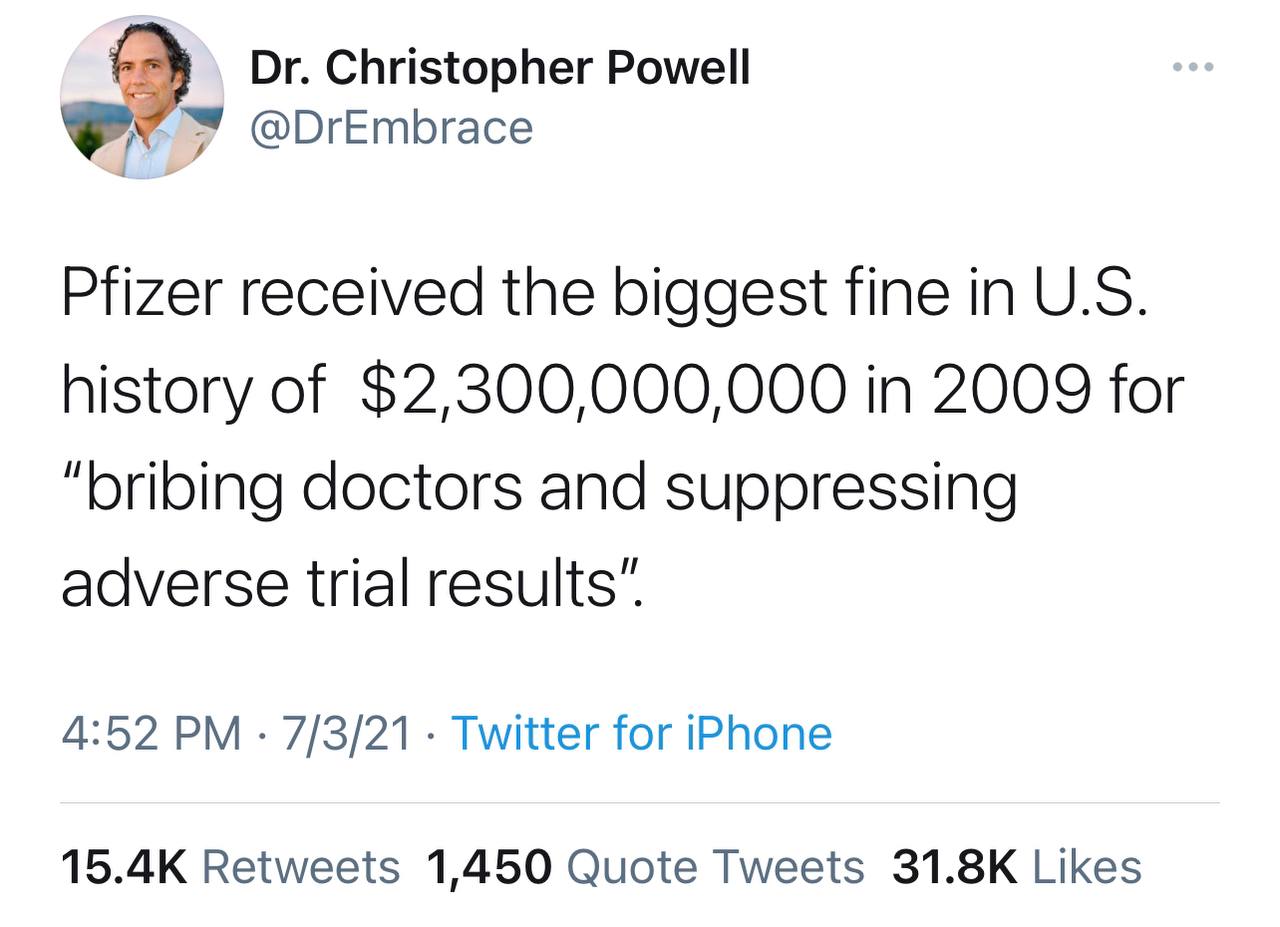 Dr. Christopher Powell
@DrEmbrace
Pfizer received the biggest fine in U.S.
history of  $2,300,000,000 in 2009 for
“bribing doctors and suppressing
adverse trial results”.
4:52 PM · 7/3/21 · Twitter for iPhone
15.4K Retweets  1,450 Quote Tweets  31.8K Likes